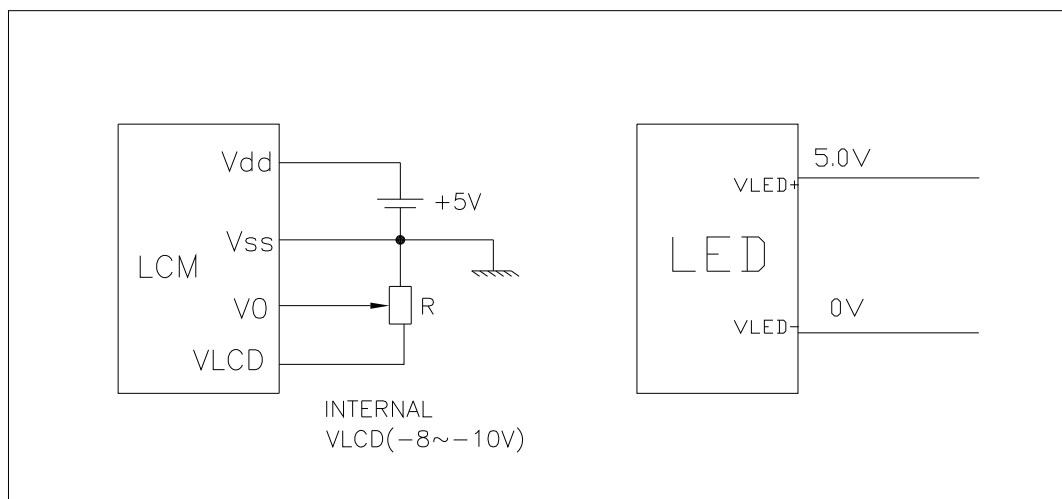 Vdd
+5V
Vss
LCM
V0
R
VLCD
INTERNAL
VLCD(-8~-10V)
5.0V
VLED+
LED
0V
VLED-